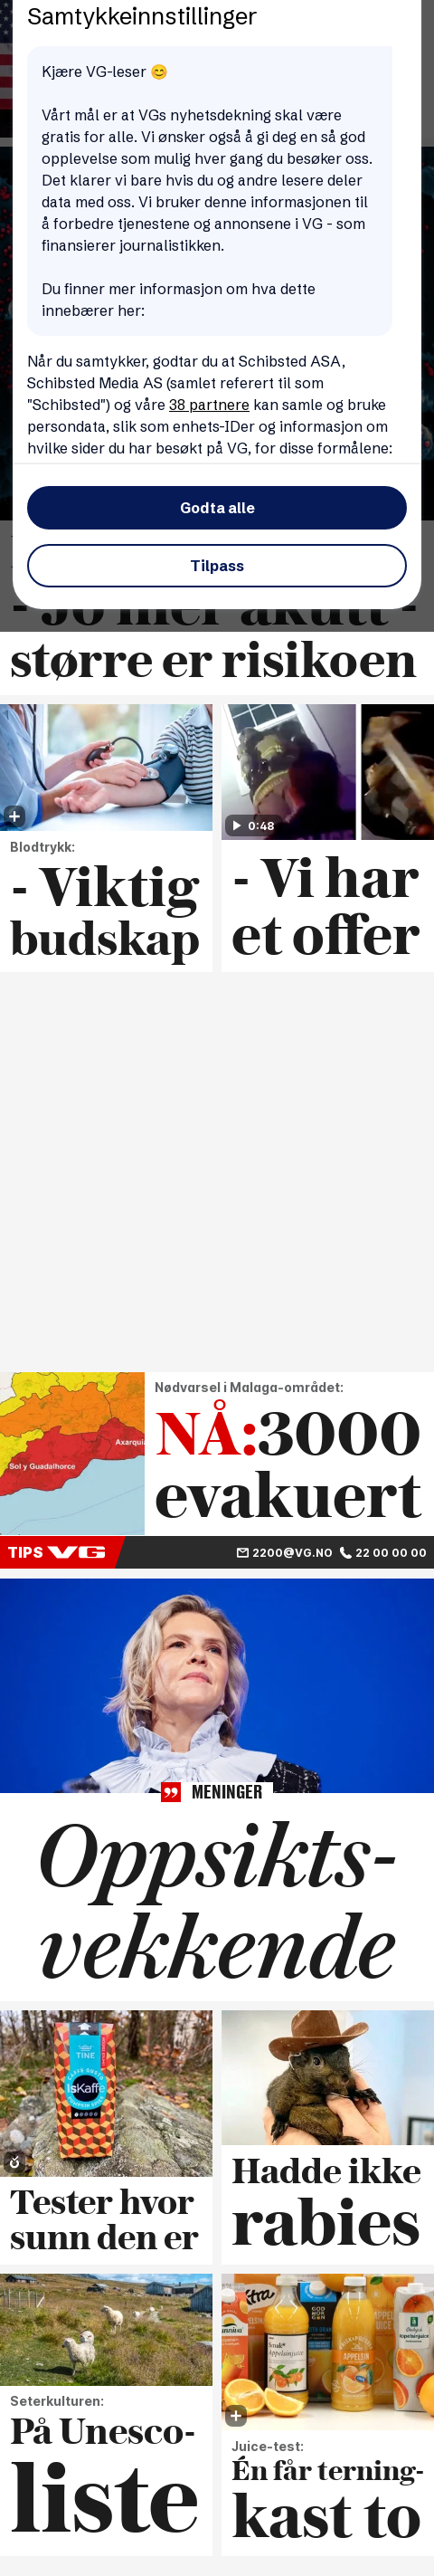 Samtykkeinnstillinger
Kjære VG-leser 😊
Vårt mål er at VGs nyhetsdekning skal være
gratis for alle. Vi ønsker også å gi deg en så god
opplevelse som mulig hver gang du besøker oss.
Det klarer vi bare hvis du og andre lesere deler
data med oss. Vi bruker denne informasjonen til
å forbedre tjenestene og annonsene i VG - som
finansierer journalistikken.
Du finner mer informasjon om hva dette
innebærer her:
Når du samtykker, godtar du at Schibsted ASA,
Schibsted Media AS (samlet referert til som
"Schibsted") og våre 38 partnere kan samle og bruke
persondata, slik som enhets-IDer og informasjon om
hvilke sider du har besøkt på VG, for disse formålene:
Godta alle
Tilpass
- Jo mer akutt -
større er risikoen
0:48
Blodtrykk:
- Viktig
budskap
- Vi har
et offer
Nødvarsel i Malaga-området:
Axarquia
Sol y Guadalhorce
NÅ:3000
evakuert
TIPS VG
2200@VG.NO 22 00 00 00
MENINGER
Oppsikts-
vekkende
TINE
IsKaffe
Tester hvor
sunn den er
Hadde ikke
rabies
Seterkulturen:
På Unesco-
liste
Juice-test:
Én får terning-
kast to